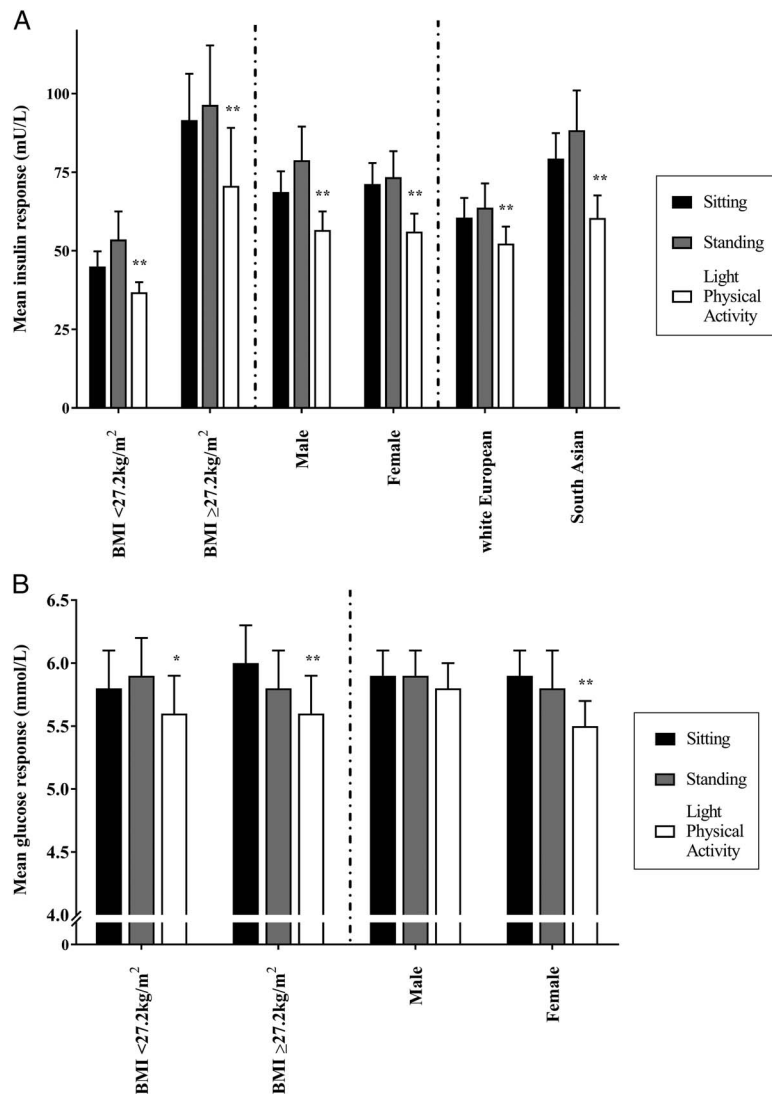 A
Mean insulin response (mU/L)
100
75
50
25
0
**
**
**
**
**
**
BMI <27.2kg/m²
BMI ≥27.2kg/m²
Male
Female
white European
South Asian
Sitting
Standing
Light
Physical
Activity
B
Mean glucose response (mmol/L)
6.5
6.0
5.5
5.0
4.5
4.0
0
*
**
**
BMI <27.2kg/m²
BMI ≥27.2kg/m²
Male
Female
Sitting
Standing
Light
Physical
Activity